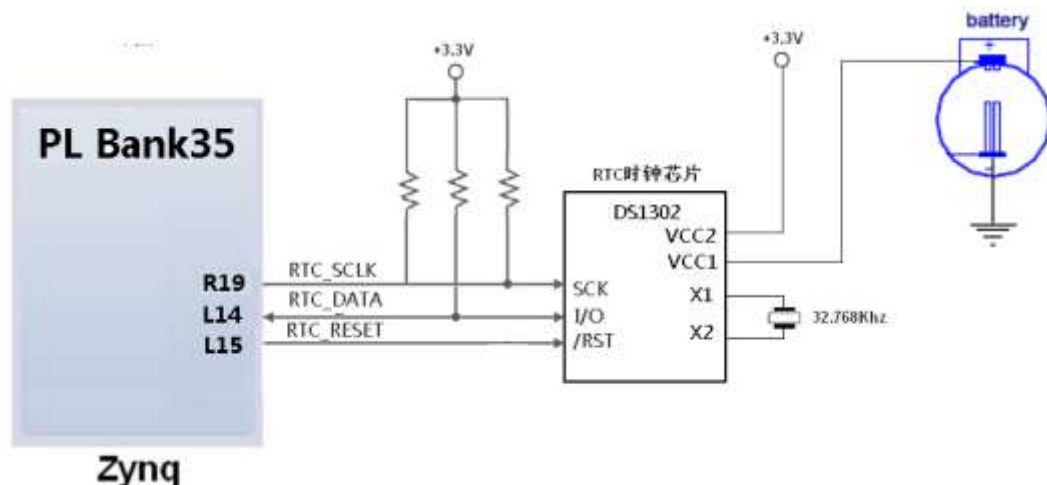 battery
+3.3V
+3.3V
PL Bank35
RTC时钟芯片
DS1302
VCC2
VCC1
R19
RTC_SCLK
SCK
X1
L14
RTC_DATA
I/O
32.768Khz
L15
RTC_RESET
/RST
X2
Zynq